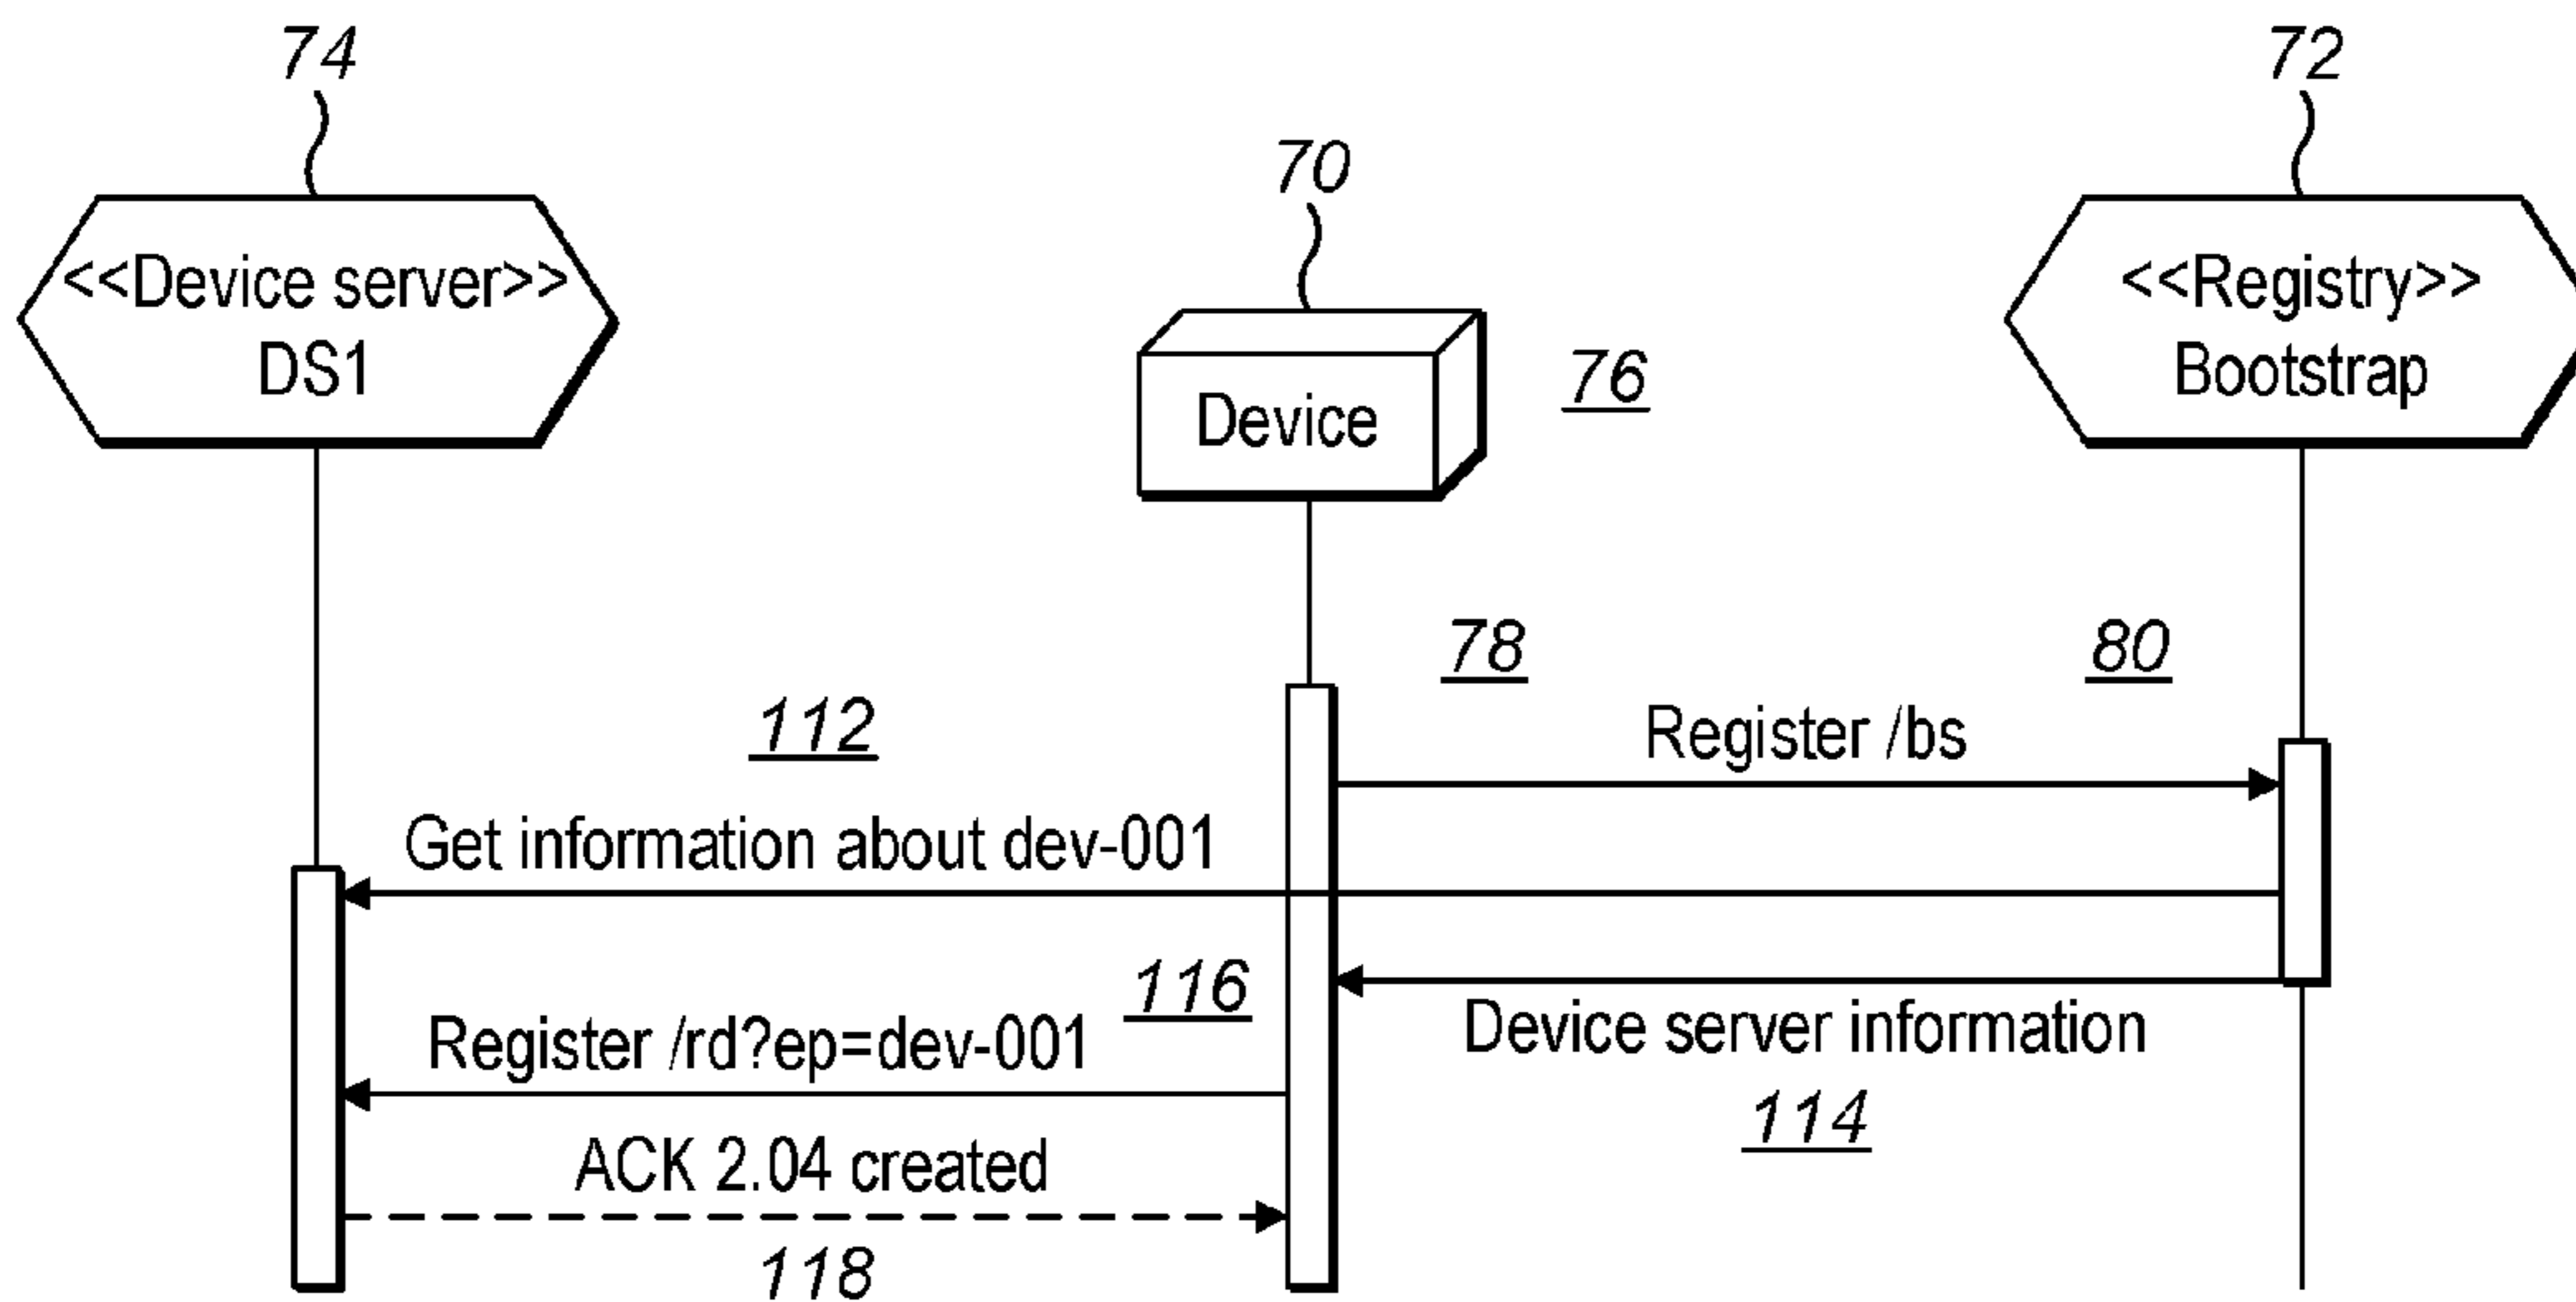 74
72
70
<<Device server>>
DS1
<<Registry>>
Bootstrap
76
Device
78
80
112
Register /bs
Get information about dev-001
116
Register /rd?ep=dev-001
Device server information
114
ACK 2.04 created
118